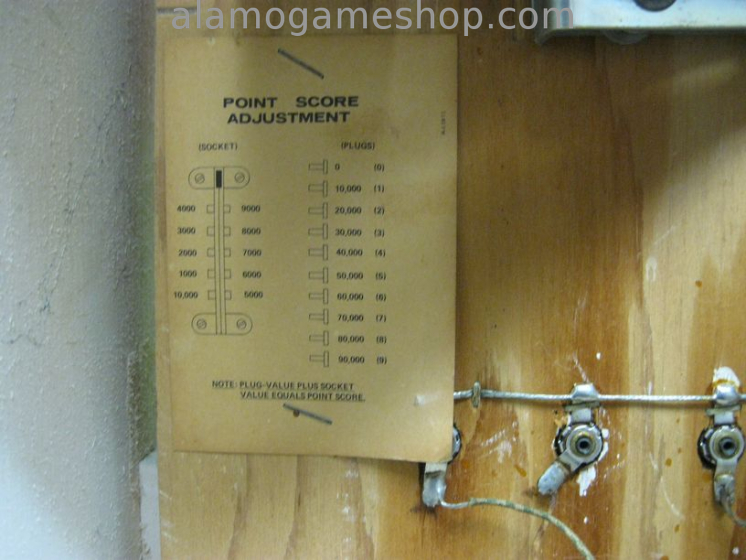 alamogameshop.com
POINT SCORE
ADJUSTMENT
(SOCKET) (PLUGS)
0 (0)
10,000 (1)
4000 9000 20,000 (2)
3000 8000 30,000 (3)
2000 7000 40,000 (4)
1000 6000 50,000 (5)
10,000 5000 60,000 (6)
70,000 (7)
80,000 (8)
90,000 (9)
NOTE: PLUG-VALUE PLUS SOCKET
VALUE EQUALS POINT SCORE